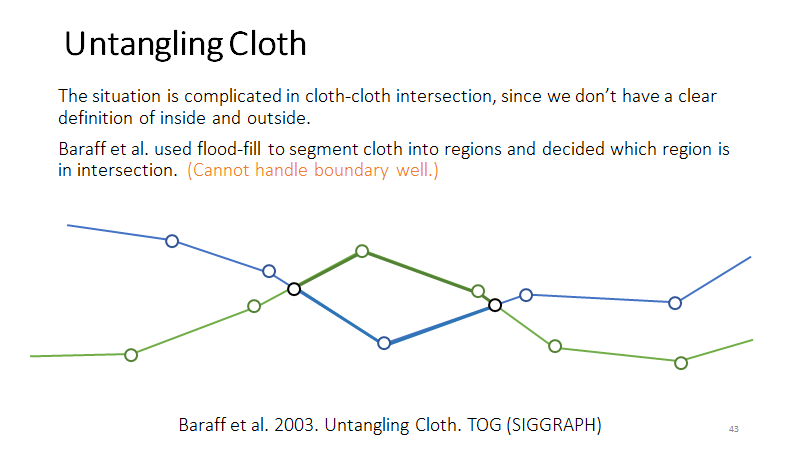 Untangling Cloth
The situation is complicated in cloth-cloth intersection, since we don’t have a clear
definition of inside and outside.
Baraff et al. used flood-fill to segment cloth into regions and decided which region is
in intersection. (Cannot handle boundary well.)
Baraff et al. 2003. Untangling Cloth. TOG (SIGGRAPH)
43